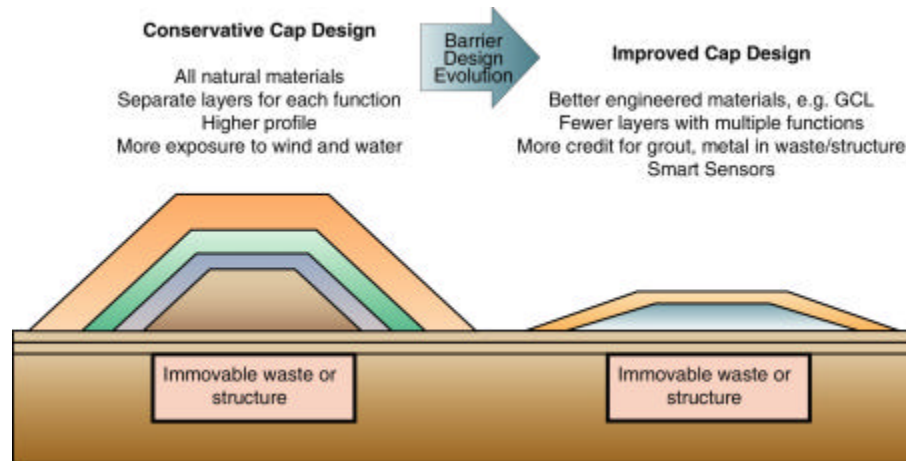 Conservative Cap Design
All natural materials
Separate layers for each function
Higher profile
More exposure to wind and water
Barrier
Design
Evolution
Improved Cap Design
Better engineered materials, e.g. GCL
Fewer layers with multiple functions
More credit for grout, metal in waste/structure
Smart Sensors
Immovable waste or
structure
Immovable waste or
structure